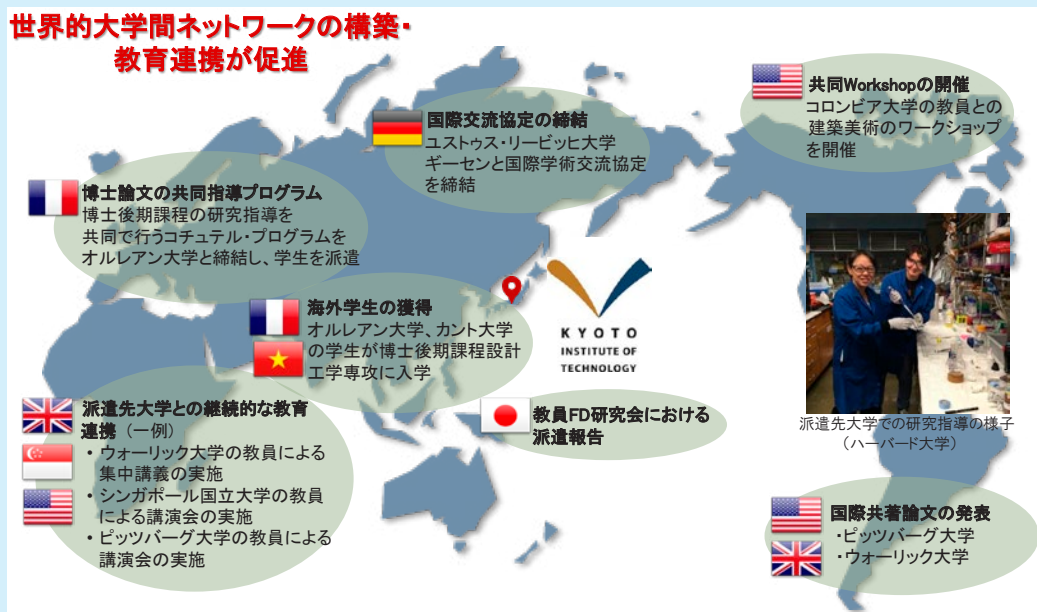 世界的大学間ネットワークの構築・
教育連携が促進
共同Workshopの開催
コロンビア大学の教員との
建築美術のワークショップ
を開催
国際交流協定の締結
ユストゥス・リービッヒ大学
ギーセンと国際学術交流協定
を締結
博士論文の共同指導プログラム
博士後期課程の研究指導を
共同で行うコチュテル・プログラムを
オルレアン大学と締結し、学生を派遣
海外学生の獲得
オルレアン大学、カント大学
の学生が博士後期課程設計
工学専攻に入学
KYOTO
INSTITUTE OF
TECHNOLOGY
派遣先大学との継続的な教育
連携（一例）
・ウォーリック大学の教員による
集中講義の実施
・シンガポール国立大学の教員
による講演会の実施
・ピッツバーグ大学の教員による
講演会の実施
教員FD研究会における
派遣報告
派遣先大学での研究指導の様子
（ハーバード大学）
国際共著論文の発表
・ピッツバーグ大学
・ウォーリック大学